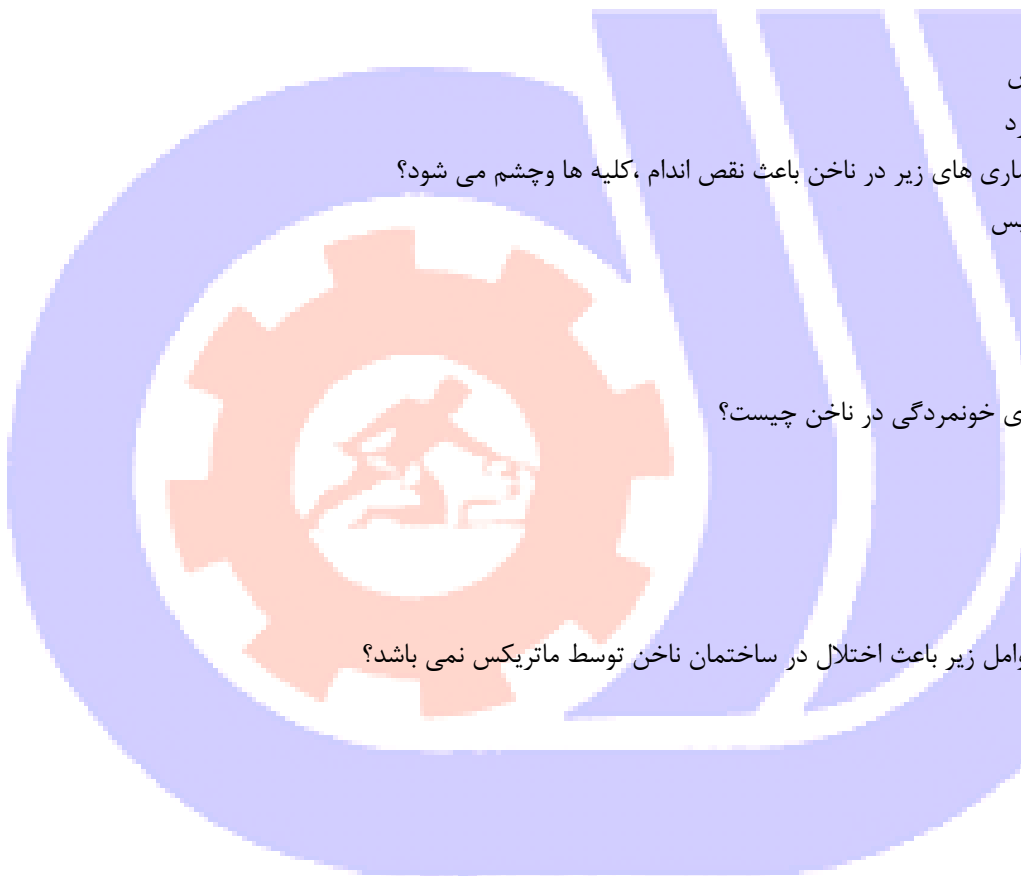 ماری های زیر در ناخن باعث نقص اندام ،کلیه ها وچشم می شود؟
یس
ی خونمردگی در ناخن چیست؟
وامل زیر باعث اختلال در ساختمان ناخن توسط ماتریکس نمی باشد؟